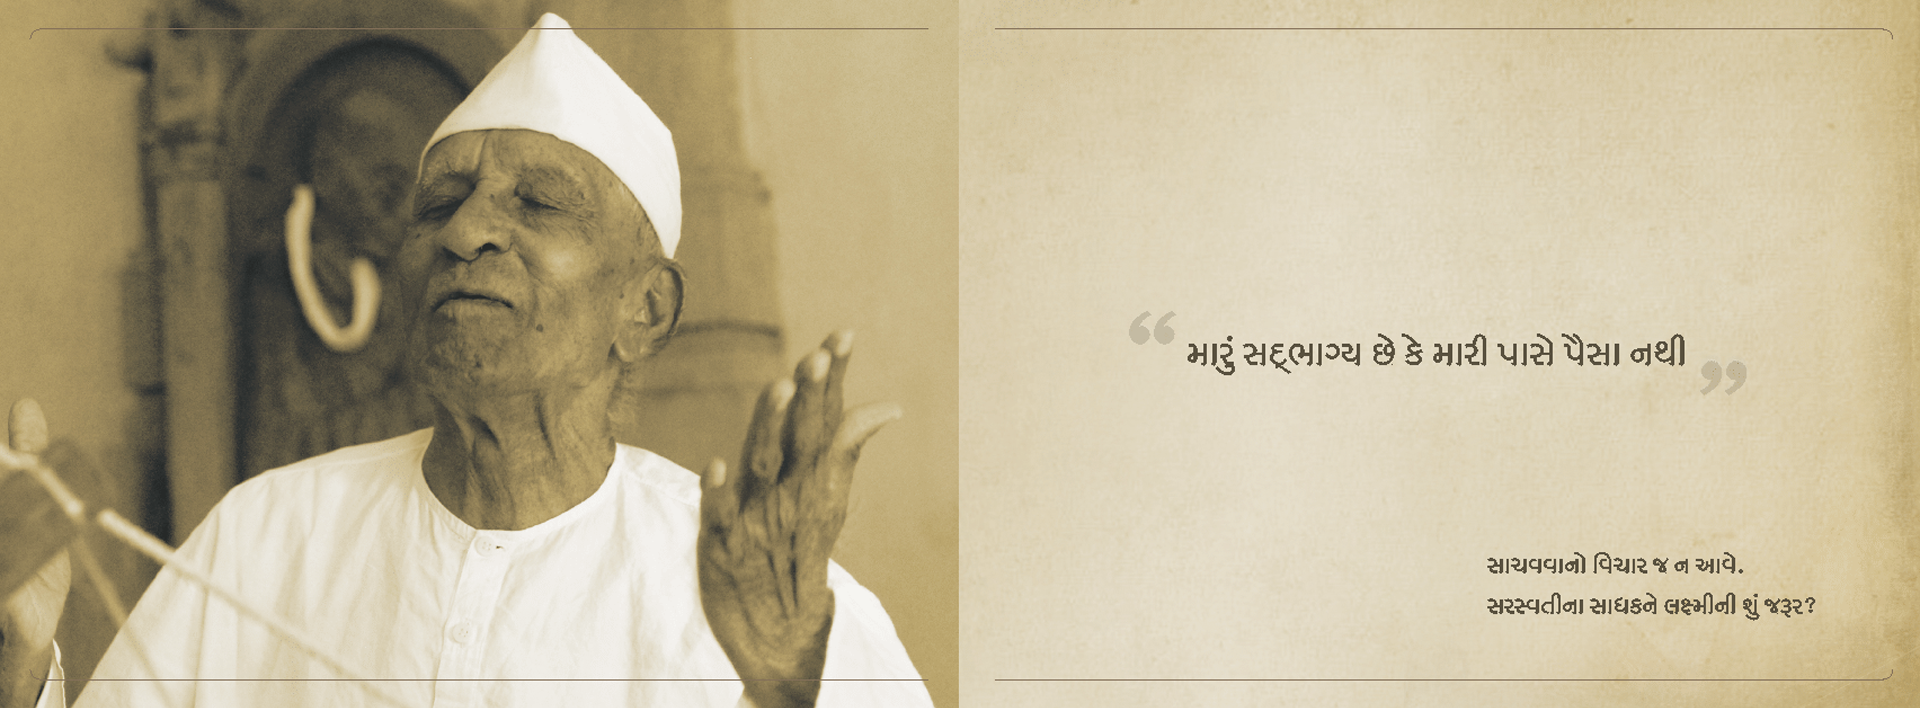 “મારું સદ્‌ભાગ્ય છે કે મારી પાસે પૈસા નથી”
સાચવવાનો વિચાર જ ન આવે.
સરસ્વતીના સાધકને લક્ષ્મીની શું જરૂર?